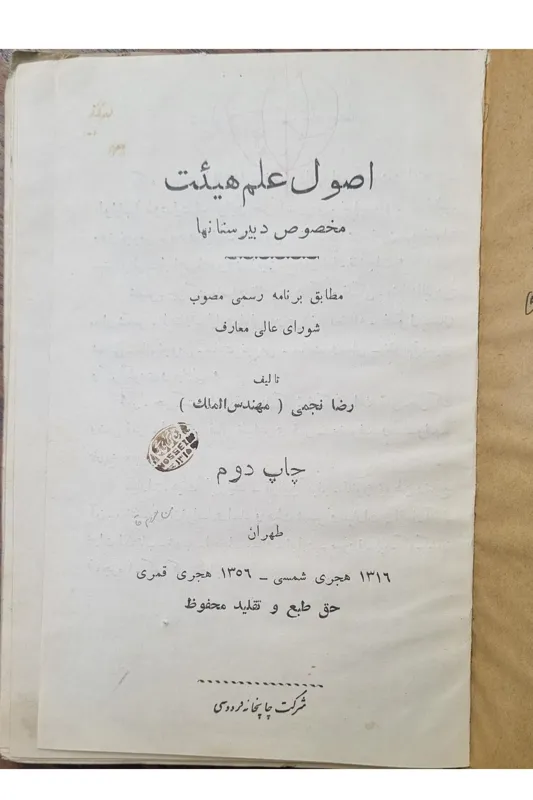 اصول علم هیئت
مخصوص دبیرستانها
مطابق برنامه رسمی مصوب
شورای عالی معارف
تالیف
رضا نجمی ( مهندس الملك )
چاپ دوم
طهران
۱۳۱۶ هجری شمسی – ۱۳۵۶ هجری قمری
حق طبع و تقلید محفوظ
شرکت چاپخانه فردوسی